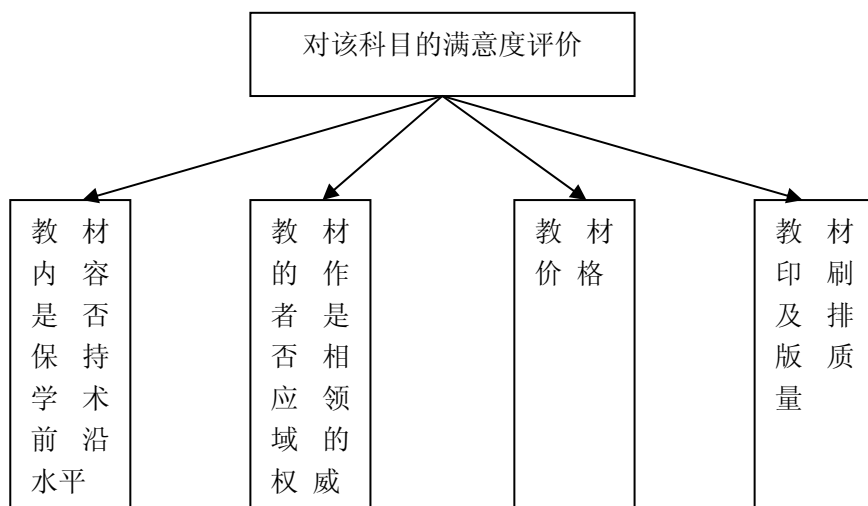 对该科目的满意度评价
教材
内容
是否
保持
学术
前沿
水平
教材
的作
者是
否相
应领
域的
权威
教材
价格
教材
印刷
及排
版质
量